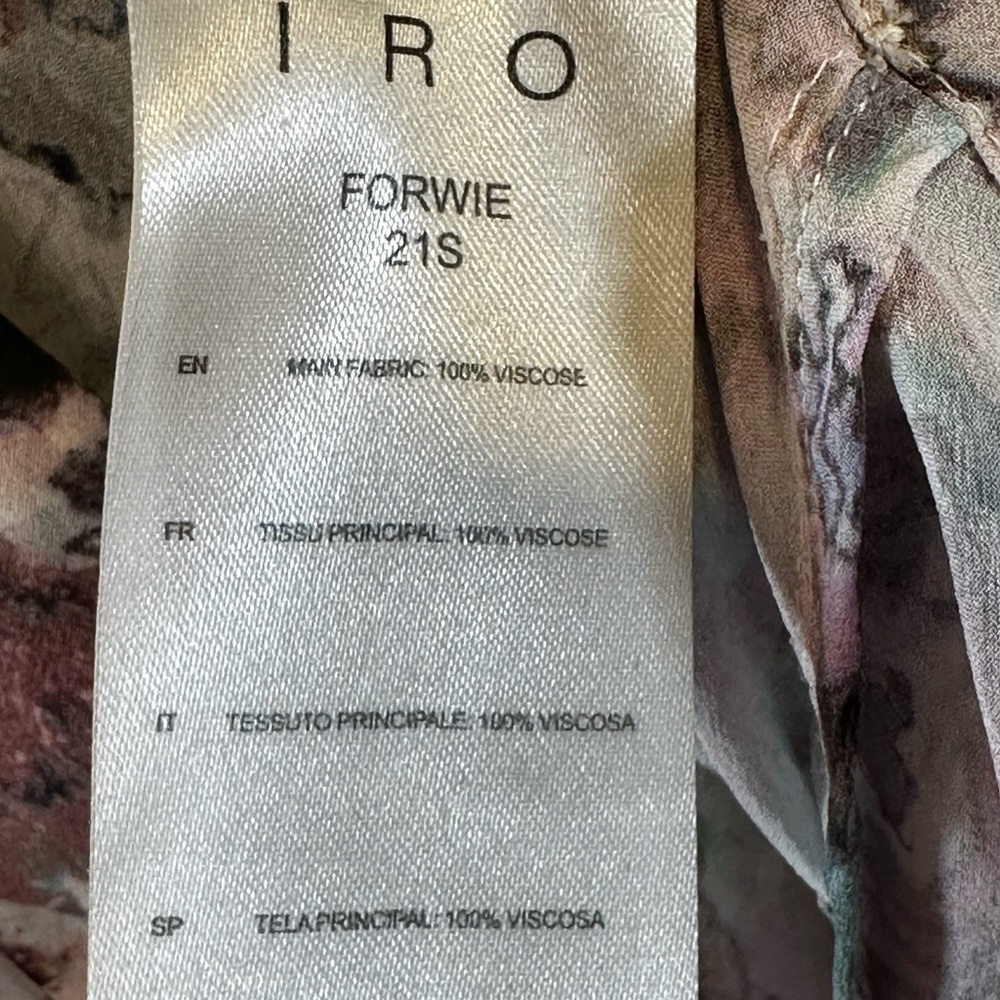 I R O
FORWIE
21S
EN MAIN FABRIC: 100% VISCOSE
FR TISSU PRINCIPAL: 100% VISCOSE
IT TESSUTO PRINCIPALE: 100% VISCOSA
SP TELA PRINCIPAL: 100% VISCOSA